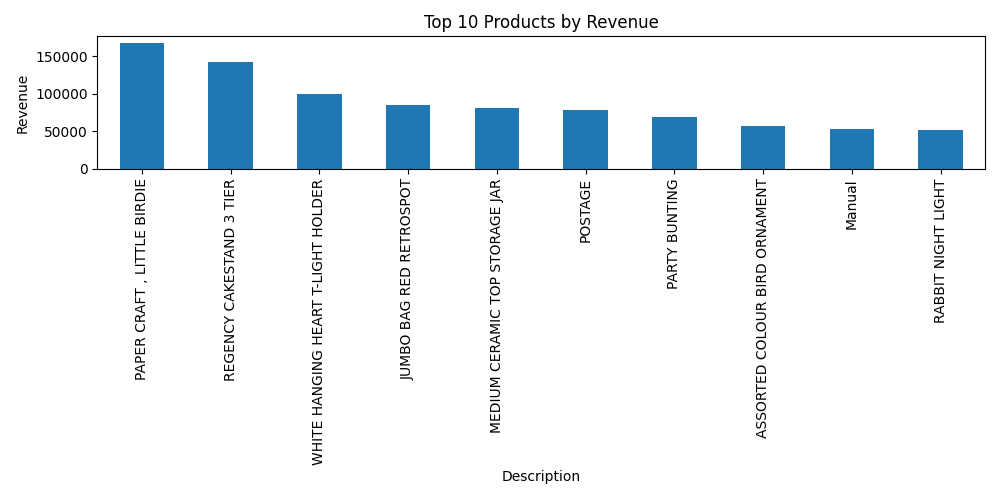 Top 10 Products by Revenue
Revenue
150000
100000
50000
0
PAPER CRAFT , LITTLE BIRDIE
REGENCY CAKESTAND 3 TIER
WHITE HANGING HEART T-LIGHT HOLDER
JUMBO BAG RED RETROSPOT
MEDIUM CERAMIC TOP STORAGE JAR
POSTAGE
PARTY BUNTING
ASSORTED COLOUR BIRD ORNAMENT
Manual
RABBIT NIGHT LIGHT
Description